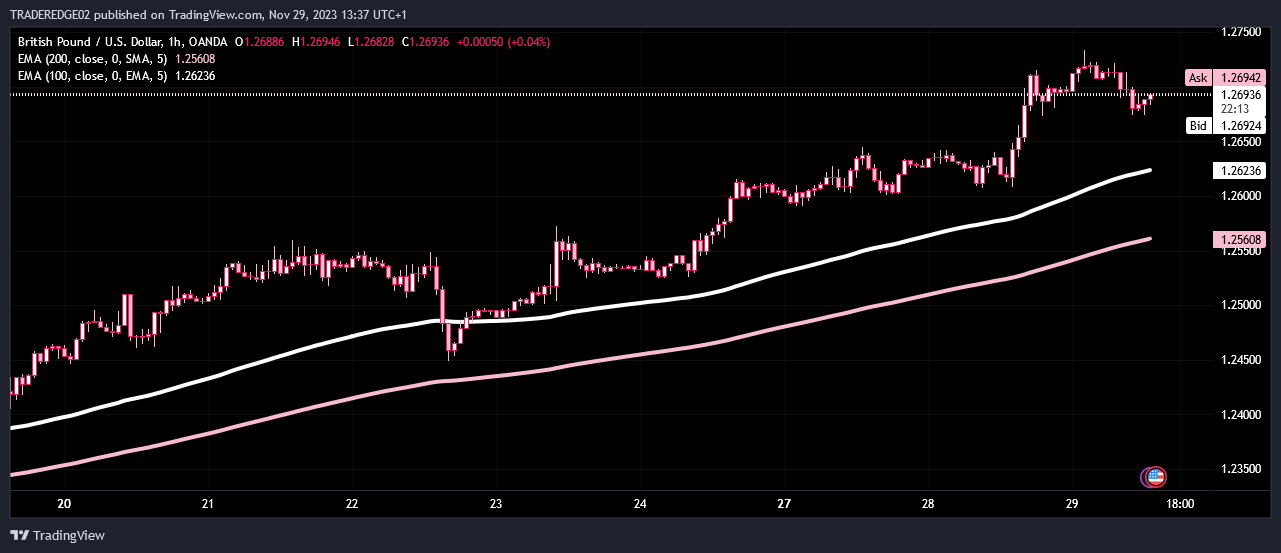 TRADEREDGE02 published on TradingView.com, Nov 29, 2023 13:37 UTC+1
British Pound / U.S. Dollar, 1h, OANDA O1.26886 H1.26946 L1.26828 C1.26936 +0.00050 (+0.04%)
EMA (200, close, 0, SMA, 5) 1.25608
EMA (100, close, 0, EMA, 5) 1.26236
1.27500
Ask 1.26942
1.26936
22:13
Bid 1.26924
1.26500
1.26236
1.26000
1.25608
1.25500
1.25000
1.24500
1.24000
1.23500
20 21 22 23 24 27 28 29 18:00
TradingView